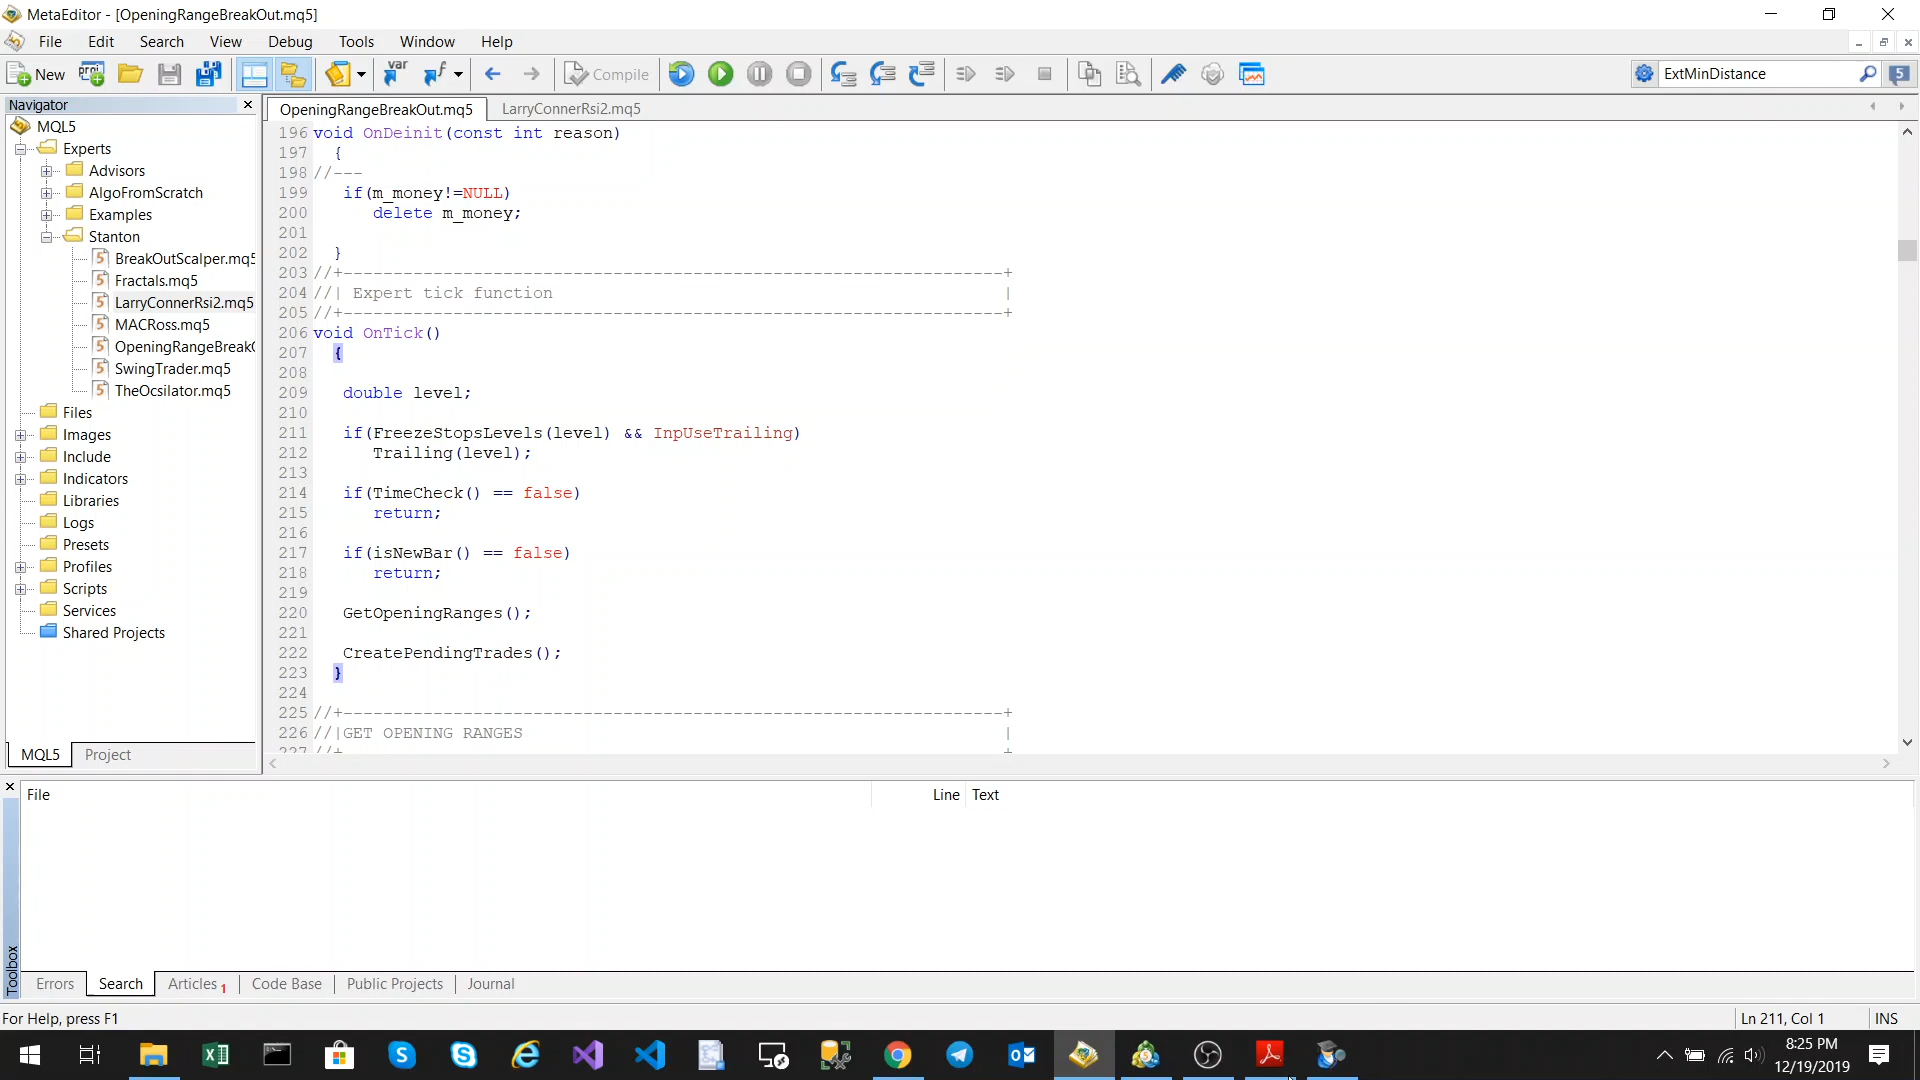 MetaEditor - [OpeningRangeBreakOut.mq5]
File Edit Search View Debug Tools Window Help
New Compile ExtMinDistance 5
Navigator
MQL5
Experts
Advisors
AlgoFromScratch
Examples
Stanton
BreakOutScalper.mq5
Fractals.mq5
LarryConnerRsi2.mq5
MACRoss.mq5
OpeningRangeBreakO
SwingTrader.mq5
TheOcsilator.mq5
Files
Images
Include
Indicators
Libraries
Logs
Presets
Profiles
Scripts
Services
Shared Projects
MQL5 Project
OpeningRangeBreakOut.mq5 LarryConnerRsi2.mq5
196 void OnDeinit(const int reason)
197 {
198 //---
199 if(m_money!=NULL)
200 delete m_money;
201
202 }
203 //+------------------------------------------------------------------+
204 //| Expert tick function |
205 //+------------------------------------------------------------------+
206 void OnTick()
207 {
208
209 double level;
210
211 if(FreezeStopsLevels(level) && InpUseTrailing)
212 Trailing(level);
213
214 if(TimeCheck() == false)
215 return;
216
217 if(isNewBar() == false)
218 return;
219
220 GetOpeningRanges();
221
222 CreatePendingTrades();
223 }
224
225 //+------------------------------------------------------------------+
226 //|GET OPENING RANGES |
227 //+------------------------------------------------------------------+
File Line Text
Toolbox
Errors Search Articles 1 Code Base Public Projects Journal
For Help, press F1 Ln 211, Col 1 INS
8:25 PM
12/19/2019